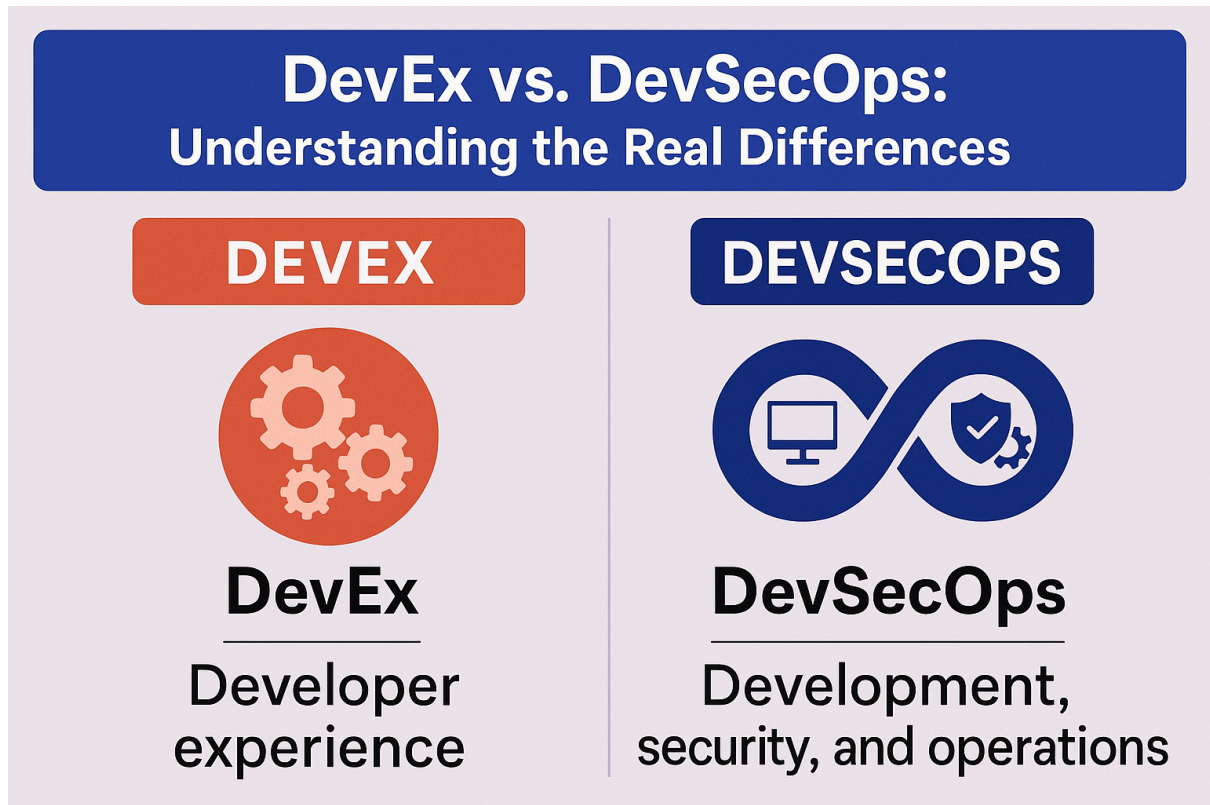 DevEx vs. DevSecOps:
Understanding the Real Differences
DEVEX
DevEx
Developer
experience
DEVSECOPS
DevSecOps
Development,
security, and operations